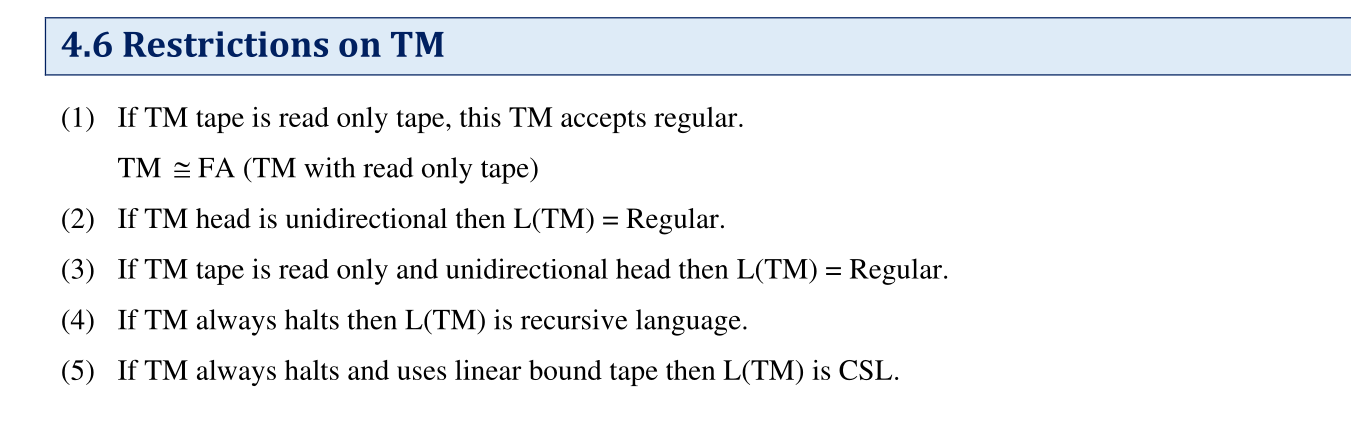 4.6 Restrictions on TM
(1) If TM tape is read only tape, this TM accepts regular.
TM ≅ FA (TM with read only tape)
(2) If TM head is unidirectional then L(TM) = Regular.
(3) If TM tape is read only and unidirectional head then L(TM) = Regular.
(4) If TM always halts then L(TM) is recursive language.
(5) If TM always halts and uses linear bound tape then L(TM) is CSL.